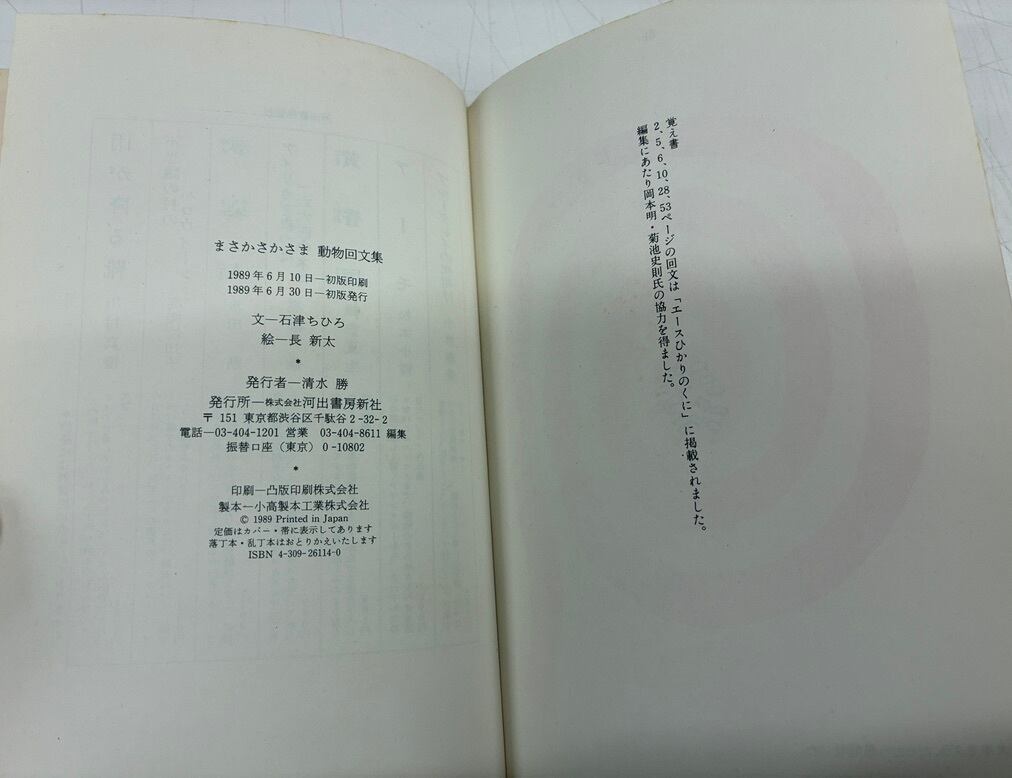 覚え書
2、5、6、10、28、53ページの回文は「エースひかりのくに」に掲載されました。
編集にあたり岡本明・菊池史則氏の協力を得ました。
まさかさかさま 動物回文集
1989年6月10日―初版印刷
1989年6月30日―初版発行
文―石津ちひろ
絵―長 新太
*
発行者―清水 勝
発行所―株式会社河出書房新社
〒151 東京都渋谷区千駄谷2-32-2
電話―03-404-1201 営業 03-404-8611 編集
振替口座(東京)0-10802
*
印刷―凸版印刷株式会社
製本―小高製本工業株式会社
© 1989 Printed in Japan
定価はカバー・帯に表示してあります
落丁本・乱丁本はおとりかえいたします
ISBN 4-309-26114-0